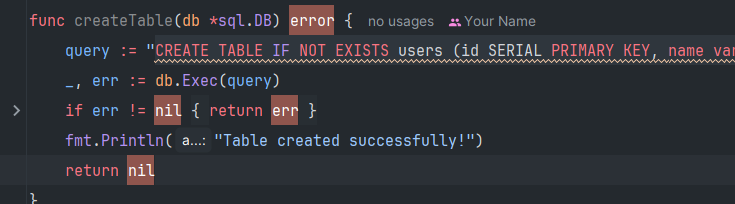 func createTable(db *sql.DB) error { no usages Your Name
query := "CREATE TABLE IF NOT EXISTS users (id SERIAL PRIMARY KEY, name var
_, err := db.Exec(query)
if err != nil { return err }
fmt.Println( a...: "Table created successfully!")
return nil
}